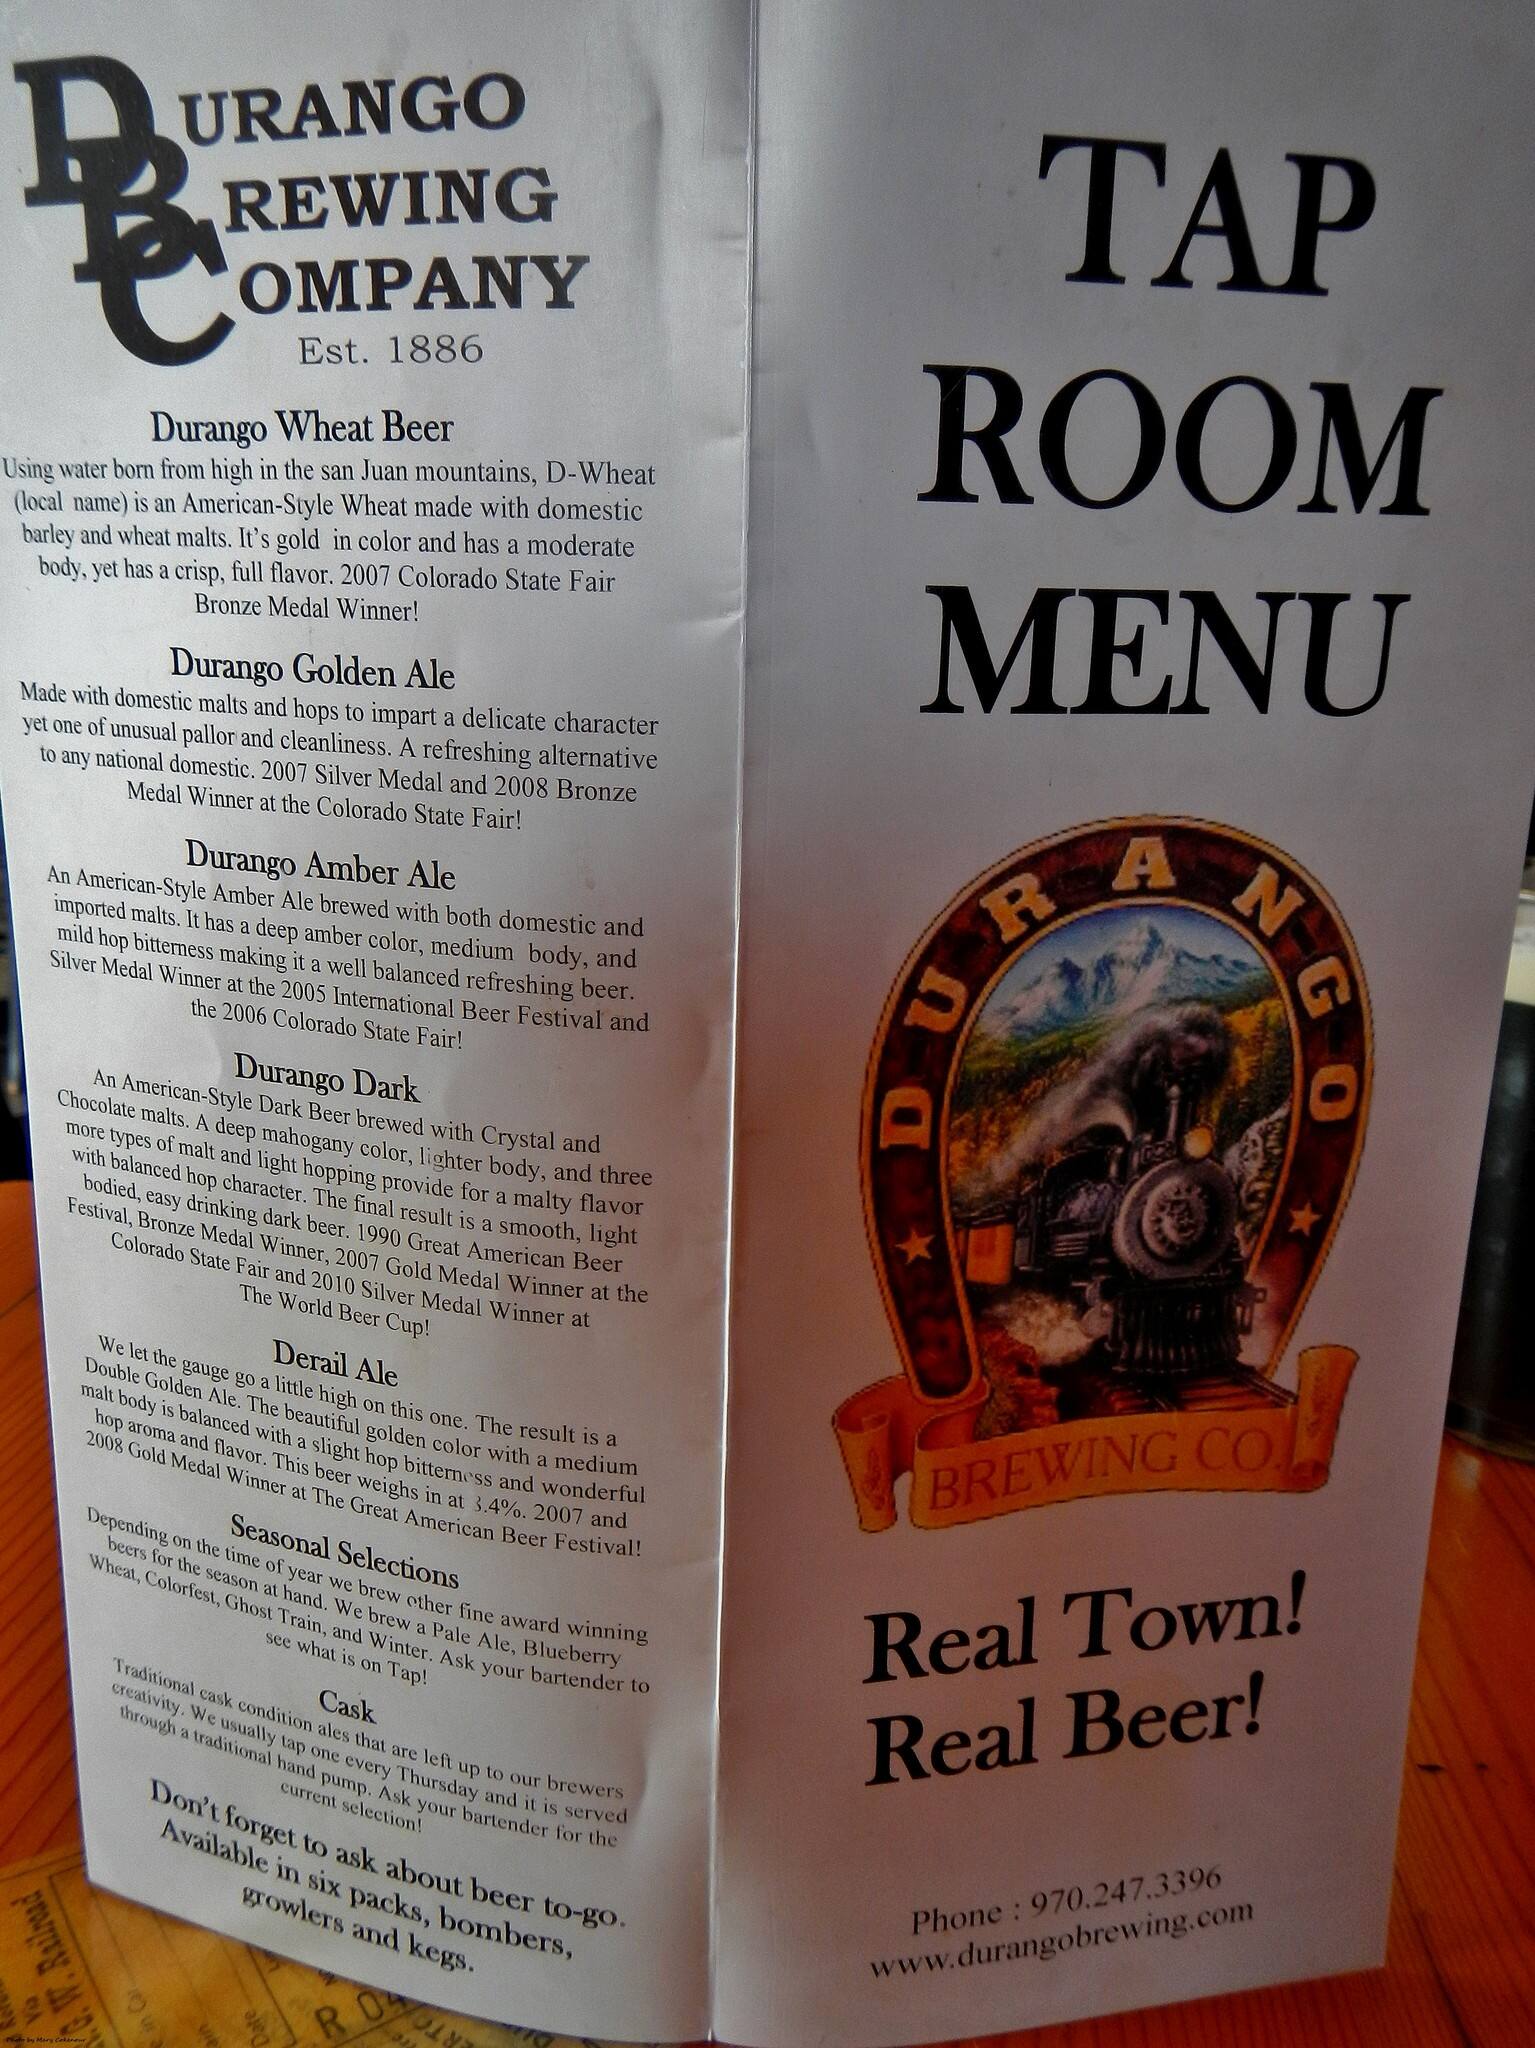 DURANGO
BREWING
COMPANY
Est. 1886
Durango Wheat Beer
Using water born from high in the san Juan mountains, D-Wheat
(local name) is an American-Style Wheat made with domestic
barley and wheat malts. It's gold in color and has a moderate
body, yet has a crisp, full flavor. 2007 Colorado State Fair
Bronze Medal Winner!
Durango Golden Ale
Made with domestic malts and hops to impart a delicate character
yet one of unusual pallor and cleanliness. A refreshing alternative
to any national domestic. 2007 Silver Medal and 2008 Bronze
Medal Winner at the Colorado State Fair!
Durango Amber Ale
An American-Style Amber Ale brewed with both domestic and
imported malts. It has a deep amber color, medium body, and
mild hop bitterness making it a well balanced refreshing beer.
Silver Medal Winner at the 2005 International Beer Festival and
the 2006 Colorado State Fair!
Durango Dark
An American-Style Dark Beer brewed with Crystal and
Chocolate malts. A deep mahogany color, lighter body, and three
more types of malt and light hopping provide for a malty flavor
with balanced hop character. The final result is a smooth, light
bodied, easy drinking dark beer. 1990 Great American Beer
Festival, Bronze Medal Winner, 2007 Gold Medal Winner at the
Colorado State Fair and 2010 Silver Medal Winner at
The World Beer Cup!
Derail Ale
We let the gauge go a little high on this one. The result is a
Double Golden Ale. The beautiful golden color with a medium
malt body is balanced with a slight hop bitterness and wonderful
hop aroma and flavor. This beer weighs in at 2007 and
2008 Gold Medal Winner at The Great American Beer Festival!
Seasonal Selections
Depending on the time of year we brew other fine award winning
beers for the season at hand. We brew a Pale Ale, Blueberry
Wheat, Colorfest, Ghost Train, and Winter. Ask your bartender to
see what is on Tap!
Cask
Traditional cask condition ales that are left up to our brewers
creativity. We usually tap one every Thursday and it is served
through a traditional hand pump. Ask your bartender for the
current selection!
Don't forget to ask about beer to-go.
Available in six packs, bombers,
growlers and kegs.
TAP
ROOM
MENU
DURANGO
BREWING CO.
Real Town!
Real Beer!
Phone : 970.247.3396
www.durangobrewing.com
W. Railroad
Via
Date
Photo by Mary Cokenour